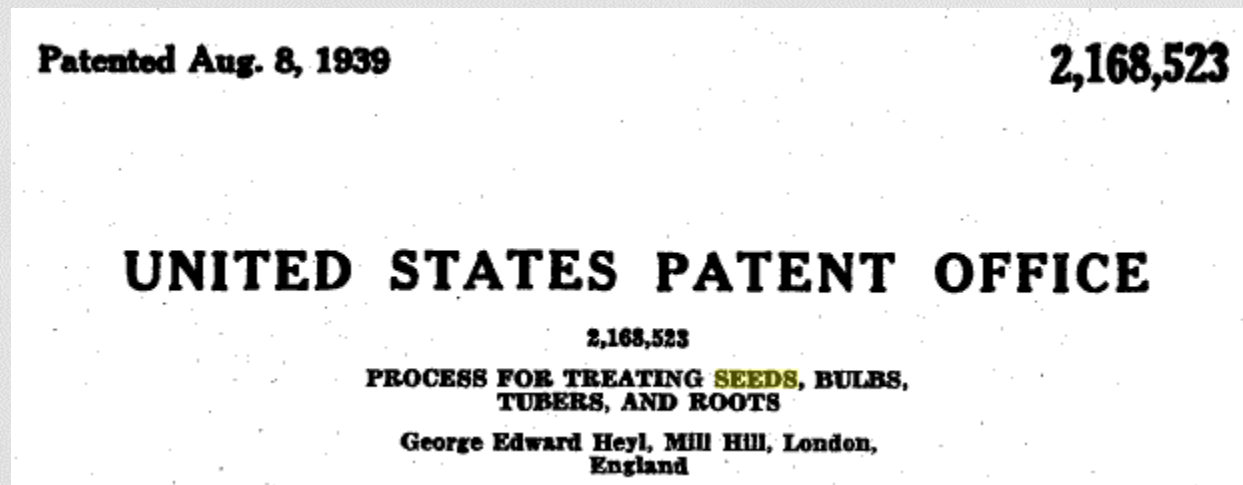 Patented Aug. 8, 1939
2,168,523
UNITED STATES PATENT OFFICE
2,168,523
PROCESS FOR TREATING SEEDS, BULBS,
TUBERS, AND ROOTS
George Edward Heyl, Mill Hill, London,
England